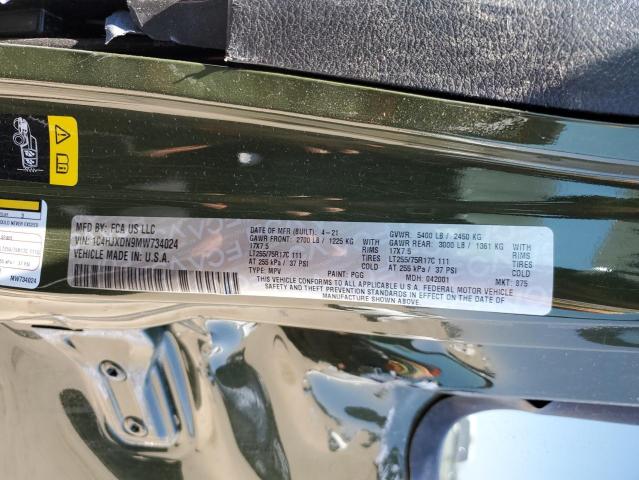 MFD BY: FCA US LLC
VIN: 1C4HJXDN9MW734024
VEHICLE MADE IN U.S.A.
DATE OF MFR (BUILT): 4-21
GAWR FRONT: 2700 LB / 1225 KG
17X7.5 RIMS
LT255/75R17C 111 TIRES
AT 255 kPa / 37 PSI COLD
TYPE: MPV PAINT: PGG
GVWR: 5400 LB / 2450 KG
GAWR REAR: 3000 LB / 1361 KG
17X7.5 RIMS
LT255/75R17C 111 TIRES
AT 255 kPa / 37 PSI COLD
MDH: 042001 MKT: 875
THIS VEHICLE CONFORMS TO ALL APPLICABLE U.S.A. FEDERAL MOTOR VEHICLE
SAFETY, BUMPER, AND THEFT PREVENTION STANDARDS IN EFFECT ON THE DATE OF
MANUFACTURE SHOWN ABOVE.
MW734024